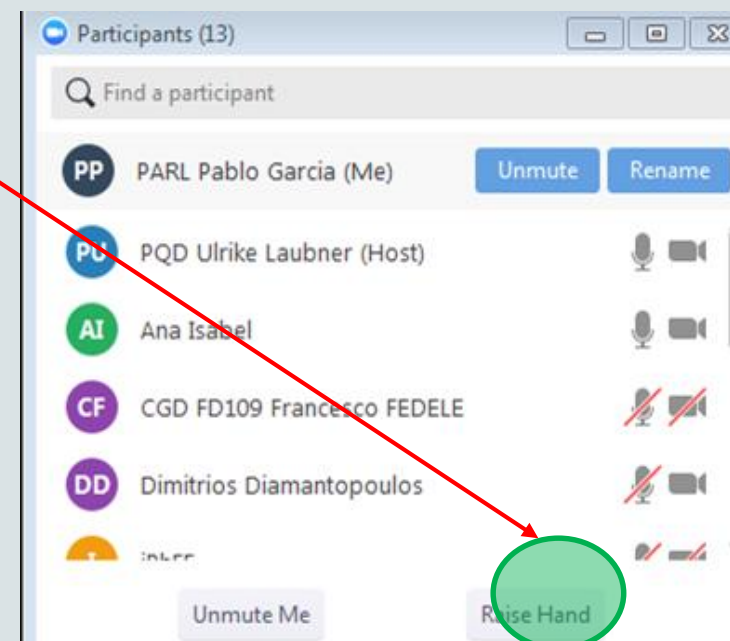 Participants (13)
Find a participant
PP PARL Pablo Garcia (Me) Unmute Rename
PU PQD Ulrike Laubner (Host)
AI Ana Isabel
CF CGD FD109 Francesco FEDELE
DD Dimitrios Diamantopoulos
Unmute Me Raise Hand